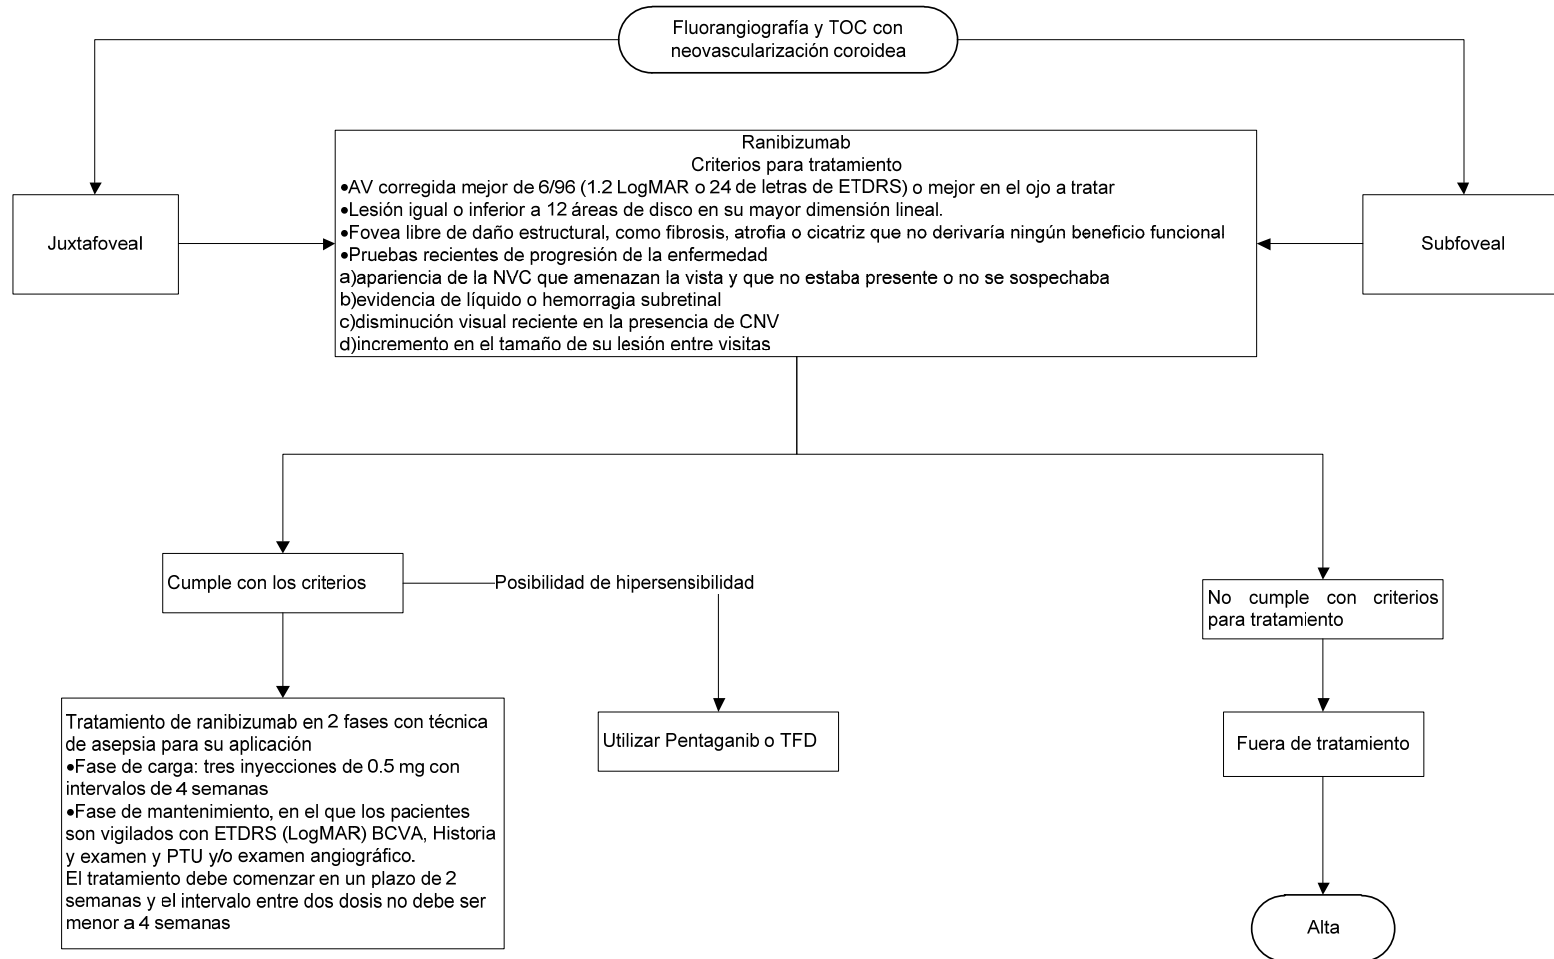 Fluorangiografía y TOC con
neovascularización coroidea
Juxtafoveal
Ranibizumab
Criterios para tratamiento
•AV corregida mejor de 6/96 (1.2 LogMAR o 24 de letras de ETDRS) o mejor en el ojo a tratar
•Lesión igual o inferior a 12 áreas de disco en su mayor dimensión lineal.
•Fovea libre de daño estructural, como fibrosis, atrofia o cicatriz que no derivaría ningún beneficio funcional
•Pruebas recientes de progresión de la enfermedad
a)apariencia de la NVC que amenazan la vista y que no estaba presente o no se sospechaba
b)evidencia de líquido o hemorragia subretinal
c)disminución visual reciente en la presencia de CNV
d)incremento en el tamaño de su lesión entre visitas
Subfoveal
Cumple con los criterios
Posibilidad de hipersensibilidad
No cumple con criterios
para tratamiento
Tratamiento de ranibizumab en 2 fases con técnica
de asepsia para su aplicación
•Fase de carga: tres inyecciones de 0.5 mg con
intervalos de 4 semanas
•Fase de mantenimiento, en el que los pacientes
son vigilados con ETDRS (LogMAR) BCVA, Historia
y examen y PTU y/o examen angiográfico.
El tratamiento debe comenzar en un plazo de 2
semanas y el intervalo entre dos dosis no debe ser
menor a 4 semanas
Utilizar Pentaganib o TFD
Fuera de tratamiento
Alta